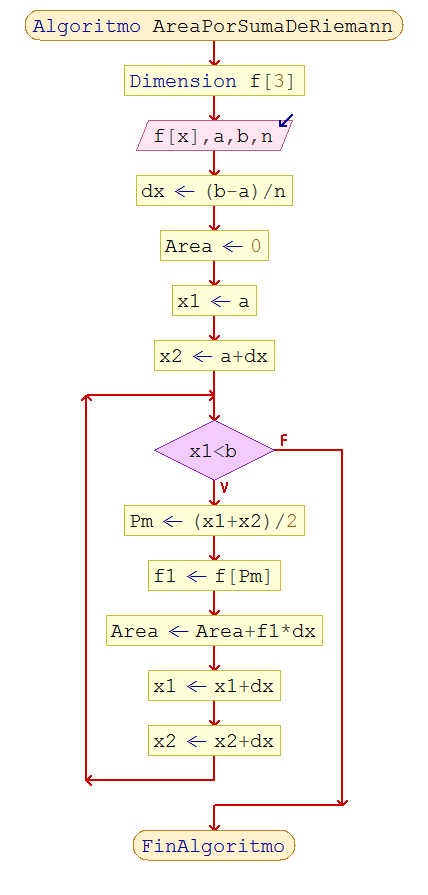 Algoritmo AreaPorSumaDeRiemann
Dimension f[3]
f[x],a,b,n
dx ← (b-a)/n
Area ← 0
x1 ← a
x2 ← a+dx
x1<b
F
V
Pm ← (x1+x2)/2
f1 ← f[Pm]
Area ← Area+f1*dx
x1 ← x1+dx
x2 ← x2+dx
FinAlgoritmo